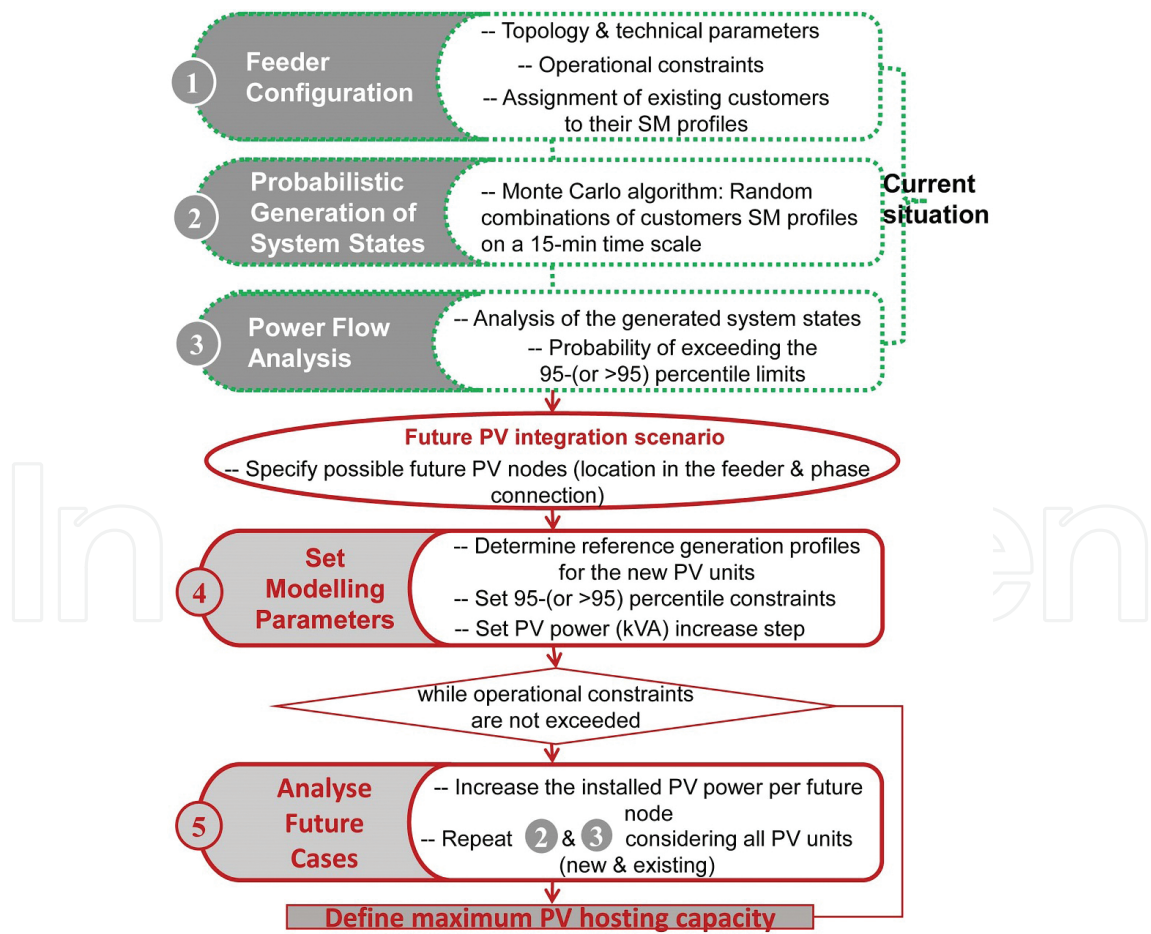 1
Feeder
Configuration
-- Topology & technical parameters
-- Operational constraints
-- Assignment of existing customers
to their SM profiles
2
Probabilistic
Generation of
System States
-- Monte Carlo algorithm: Random
combinations of customers SM profiles
on a 15-min time scale
Current
situation
3
Power Flow
Analysis
-- Analysis of the generated system states
-- Probability of exceeding the
95-(or >95) percentile limits
Future PV integration scenario
-- Specify possible future PV nodes (location in the feeder & phase
connection)
4
Set
Modelling
Parameters
-- Determine reference generation profiles
for the new PV units
-- Set 95-(or >95) percentile constraints
-- Set PV power (kVA) increase step
while operational constraints
are not exceeded
5
Analyse
Future
Cases
-- Increase the installed PV power per future
node
-- Repeat 2 & 3 considering all PV units
(new & existing)
Define maximum PV hosting capacity